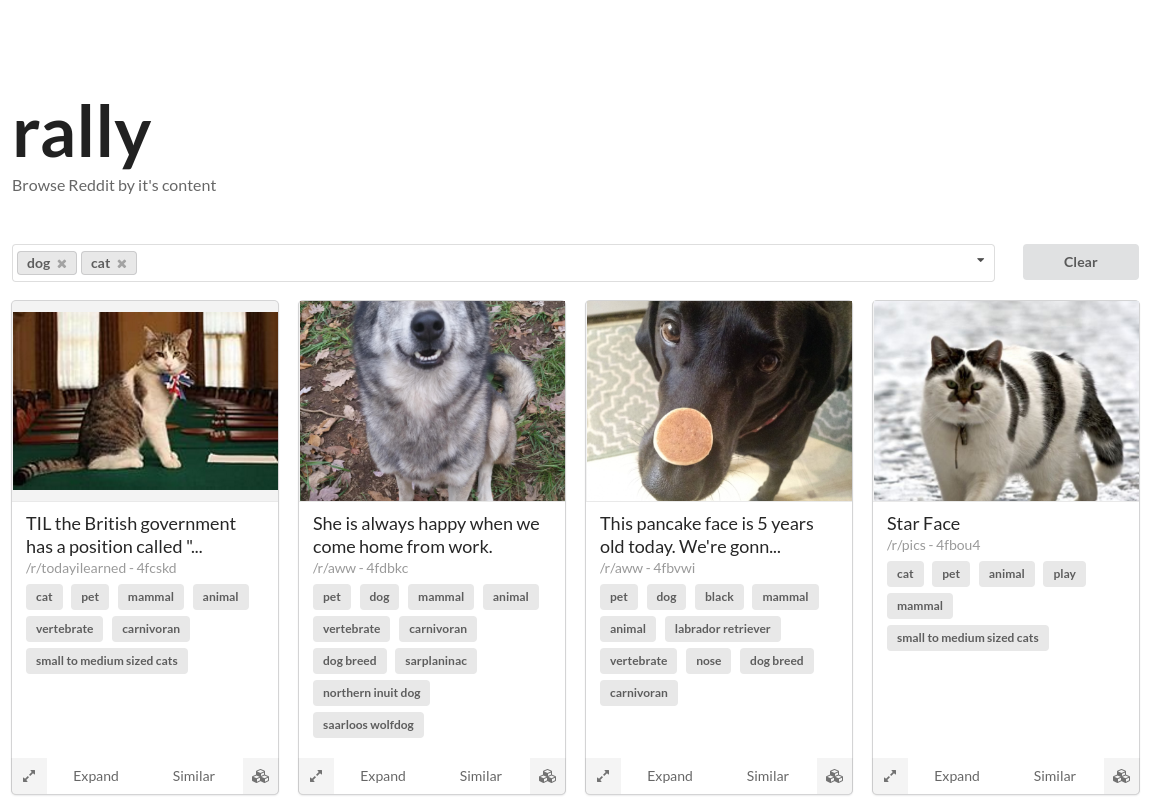 rally
Browse Reddit by it's content
dog cat Clear
TIL the British government
has a position called "...
/r/todayilearned - 4fcskd
cat pet mammal animal
vertebrate carnivoran
small to medium sized cats
Expand Similar
She is always happy when we
come home from work.
/r/aww - 4fdbkc
pet dog mammal animal
vertebrate carnivoran
dog breed sarplaninac
northern inuit dog
saarloos wolfdog
Expand Similar
This pancake face is 5 years
old today. We're gonn...
/r/aww - 4fbvwi
pet dog black mammal
animal labrador retriever
vertebrate nose dog breed
carnivoran
Expand Similar
Star Face
/r/pics - 4fbou4
cat pet animal play
mammal
small to medium sized cats
Expand Similar